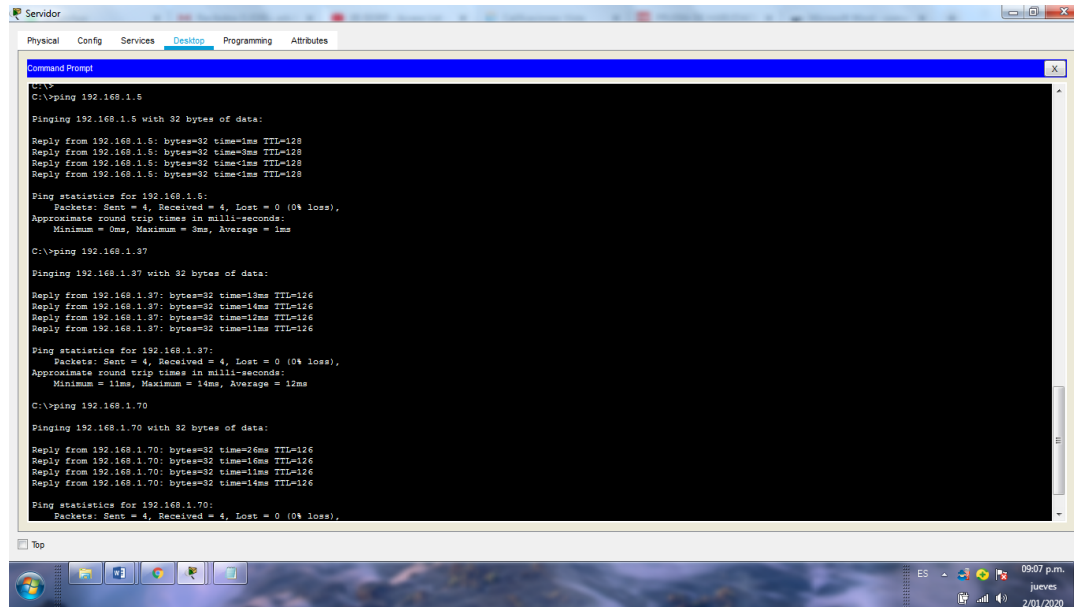 Servidor
Physical Config Services Desktop Programming Attributes
Command Prompt
X
C:\>
C:\>ping 192.168.1.5
Pinging 192.168.1.5 with 32 bytes of data:
Reply from 192.168.1.5: bytes=32 time=1ms TTL=128
Reply from 192.168.1.5: bytes=32 time=3ms TTL=128
Reply from 192.168.1.5: bytes=32 time<1ms TTL=128
Reply from 192.168.1.5: bytes=32 time<1ms TTL=128
Ping statistics for 192.168.1.5:
Packets: Sent = 4, Received = 4, Lost = 0 (0% loss),
Approximate round trip times in milli-seconds:
Minimum = 0ms, Maximum = 3ms, Average = 1ms
C:\>ping 192.168.1.37
Pinging 192.168.1.37 with 32 bytes of data:
Reply from 192.168.1.37: bytes=32 time=13ms TTL=126
Reply from 192.168.1.37: bytes=32 time=14ms TTL=126
Reply from 192.168.1.37: bytes=32 time=12ms TTL=126
Reply from 192.168.1.37: bytes=32 time=11ms TTL=126
Ping statistics for 192.168.1.37:
Packets: Sent = 4, Received = 4, Lost = 0 (0% loss),
Approximate round trip times in milli-seconds:
Minimum = 11ms, Maximum = 14ms, Average = 12ms
C:\>ping 192.168.1.70
Pinging 192.168.1.70 with 32 bytes of data:
Reply from 192.168.1.70: bytes=32 time=26ms TTL=126
Reply from 192.168.1.70: bytes=32 time=16ms TTL=126
Reply from 192.168.1.70: bytes=32 time=11ms TTL=126
Reply from 192.168.1.70: bytes=32 time=14ms TTL=126
Ping statistics for 192.168.1.70:
Packets: Sent = 4, Received = 4, Lost = 0 (0% loss),
Top
ES
09:07 p.m.
jueves
2/01/2020